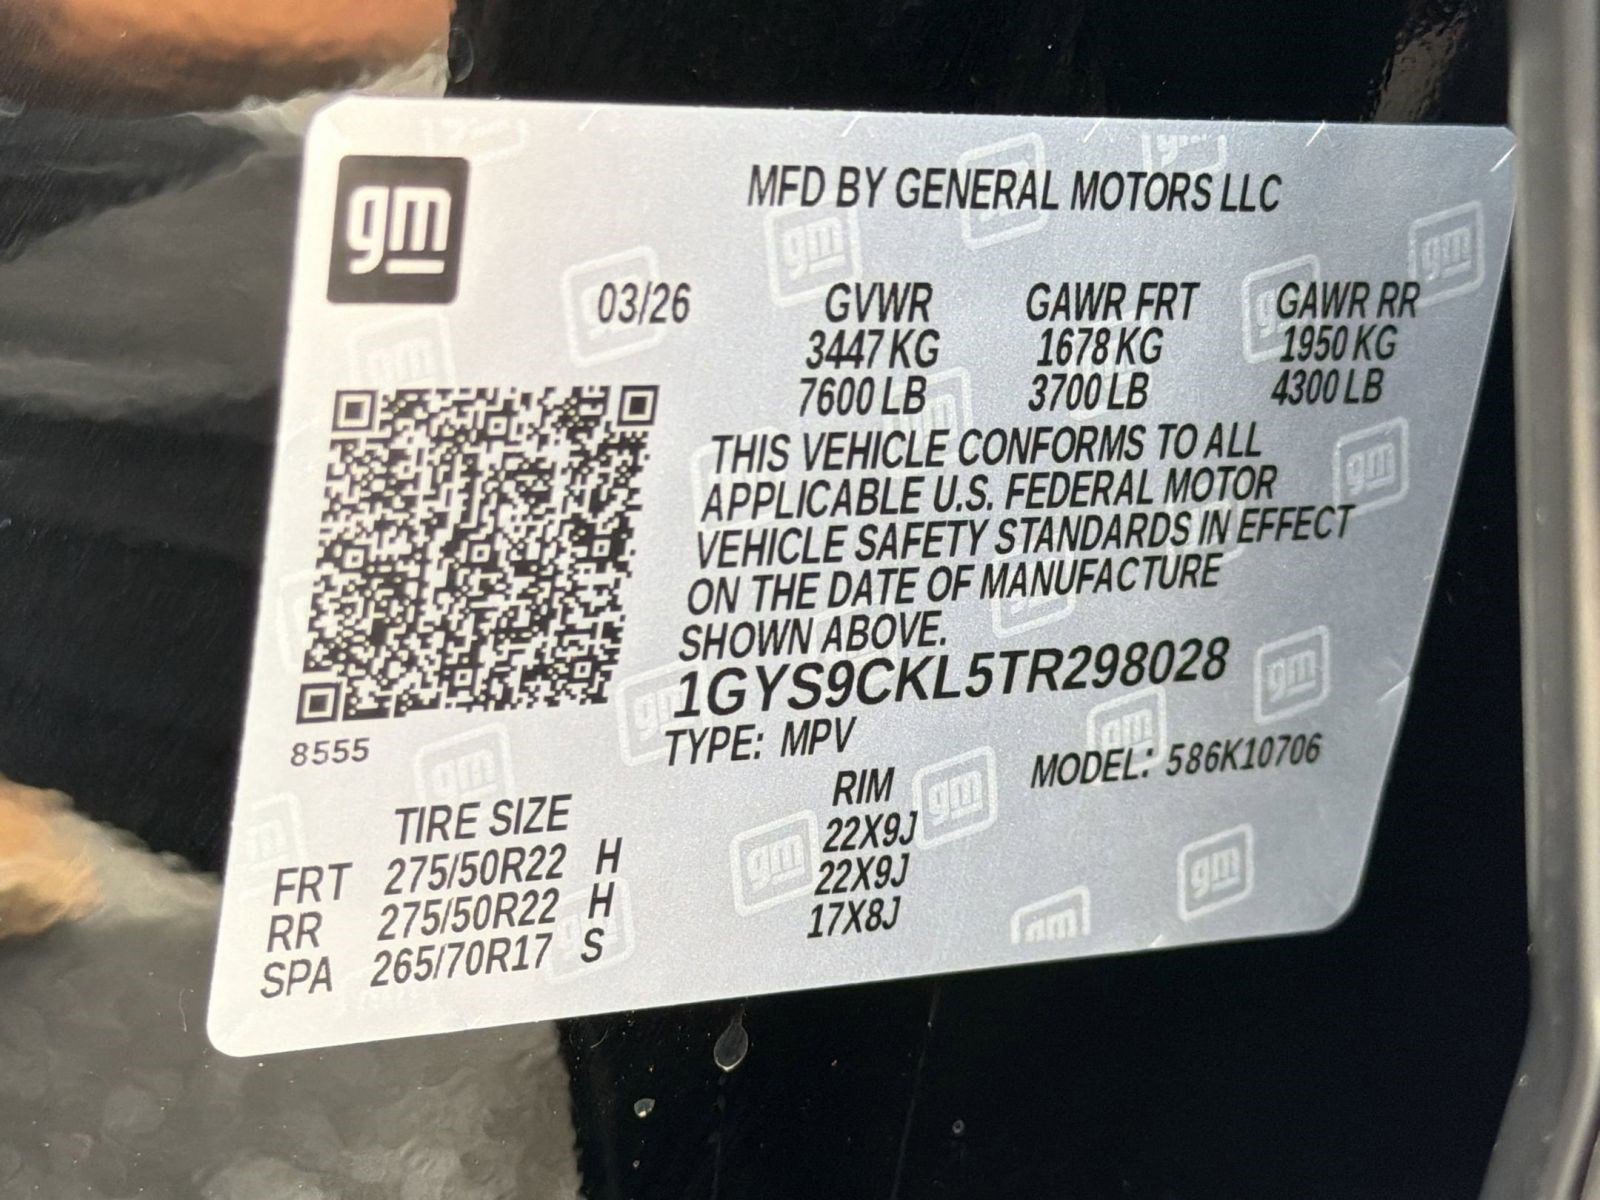 gm
MFD BY GENERAL MOTORS LLC
03/26
GVWR GAWR FRT GAWR RR
3447 KG 1678 KG 1950 KG
7600 LB 3700 LB 4300 LB
THIS VEHICLE CONFORMS TO ALL
APPLICABLE U.S. FEDERAL MOTOR
VEHICLE SAFETY STANDARDS IN EFFECT
ON THE DATE OF MANUFACTURE
SHOWN ABOVE.
1GYS9CKL5TR298028
8555
TYPE: MPV MODEL: 586K10706
TIRE SIZE RIM
FRT 275/50R22 H 22X9J
RR 275/50R22 H 22X9J
SPA 265/70R17 S 17X8J